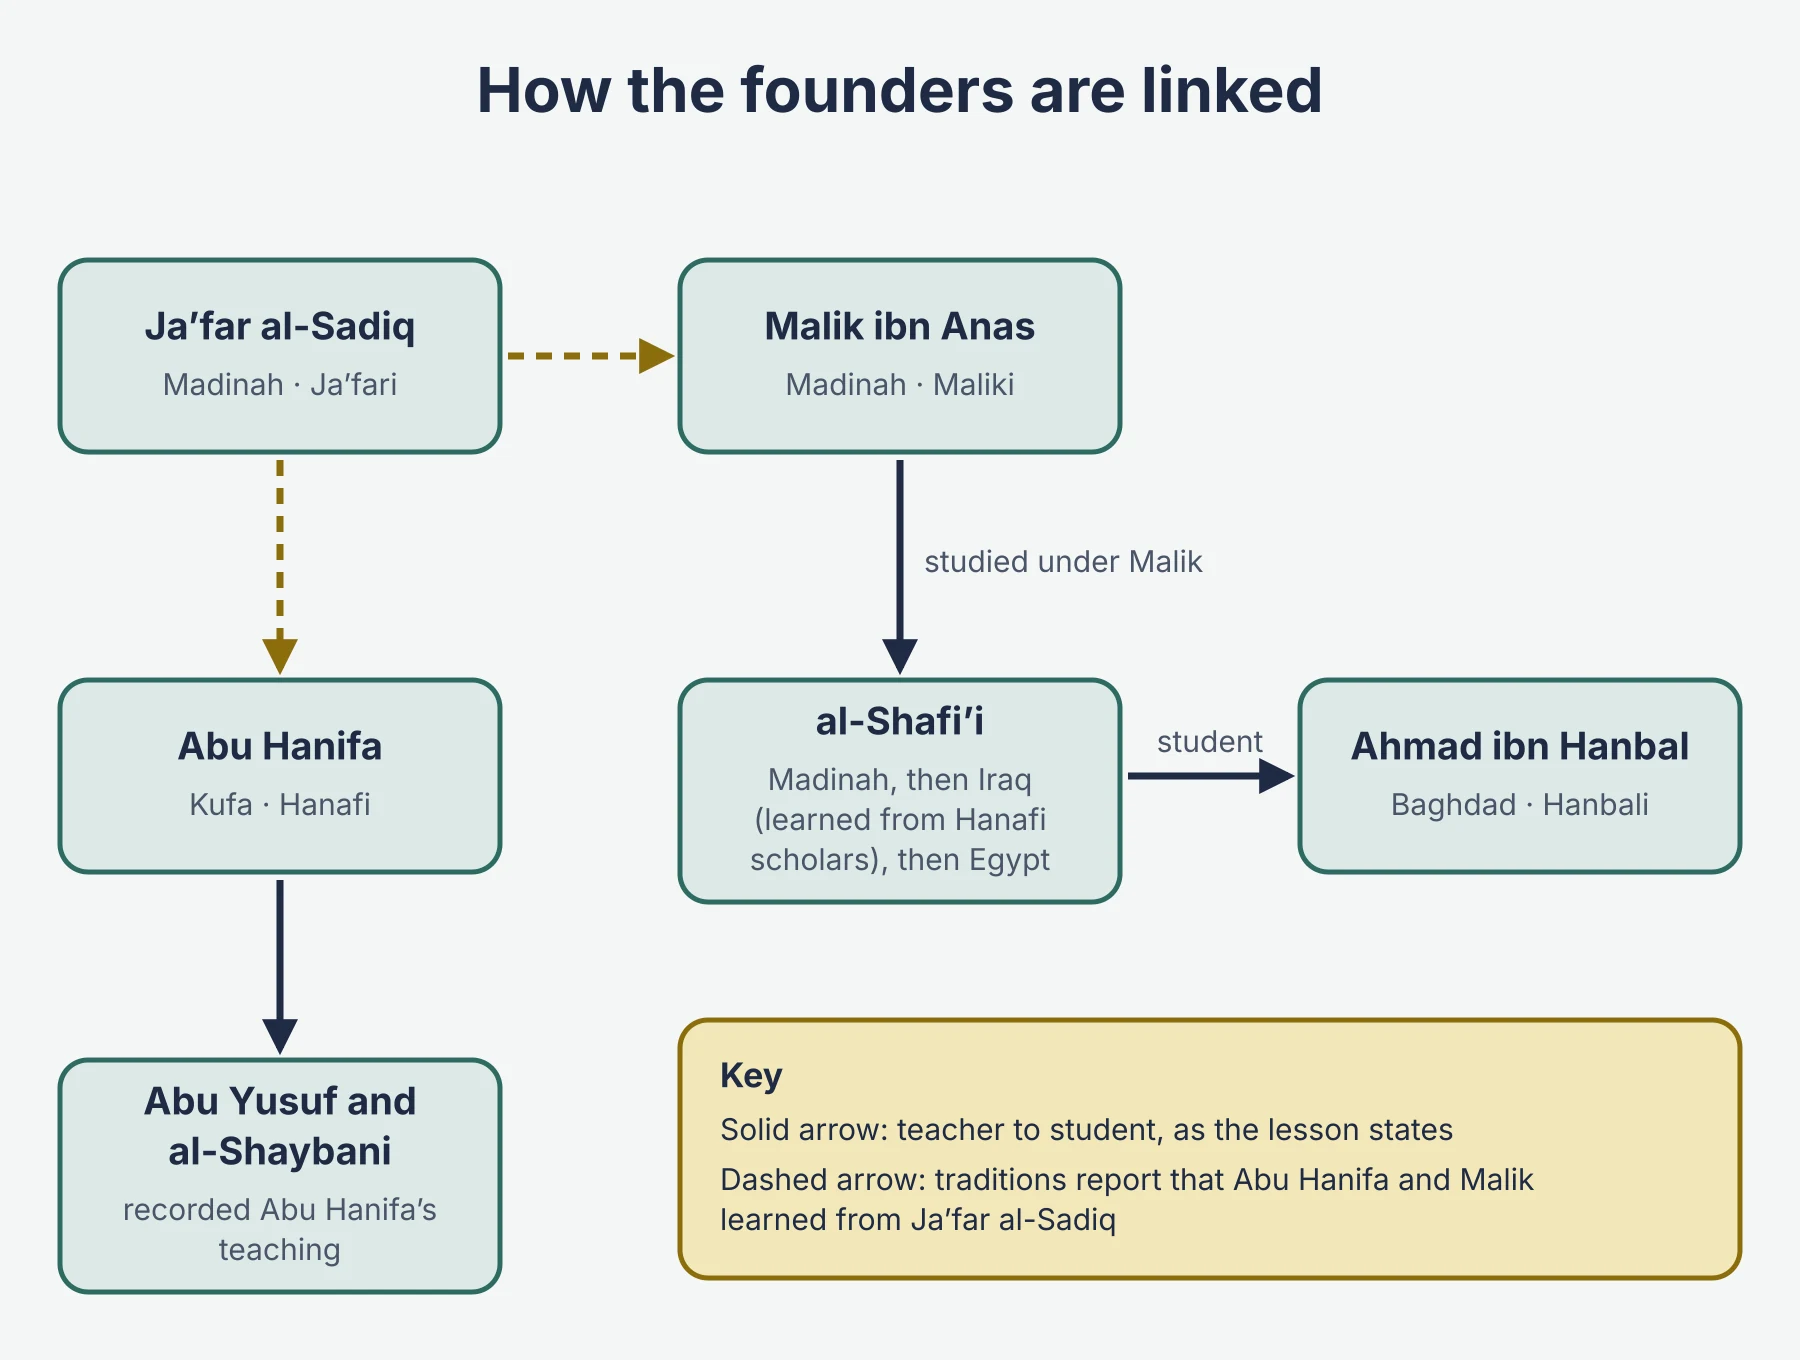 How the founders are linked
Ja’far al-Sadiq
Madinah · Ja’fari
Malik ibn Anas
Madinah · Maliki
studied under Malik
Abu Hanifa
Kufa · Hanafi
al-Shafi’i
Madinah, then Iraq
(learned from Hanafi
scholars), then Egypt
student
Ahmad ibn Hanbal
Baghdad · Hanbali
Abu Yusuf and
al-Shaybani
recorded Abu Hanifa’s
teaching
Key
Solid arrow: teacher to student, as the lesson states
Dashed arrow: traditions report that Abu Hanifa and Malik
learned from Ja’far al-Sadiq